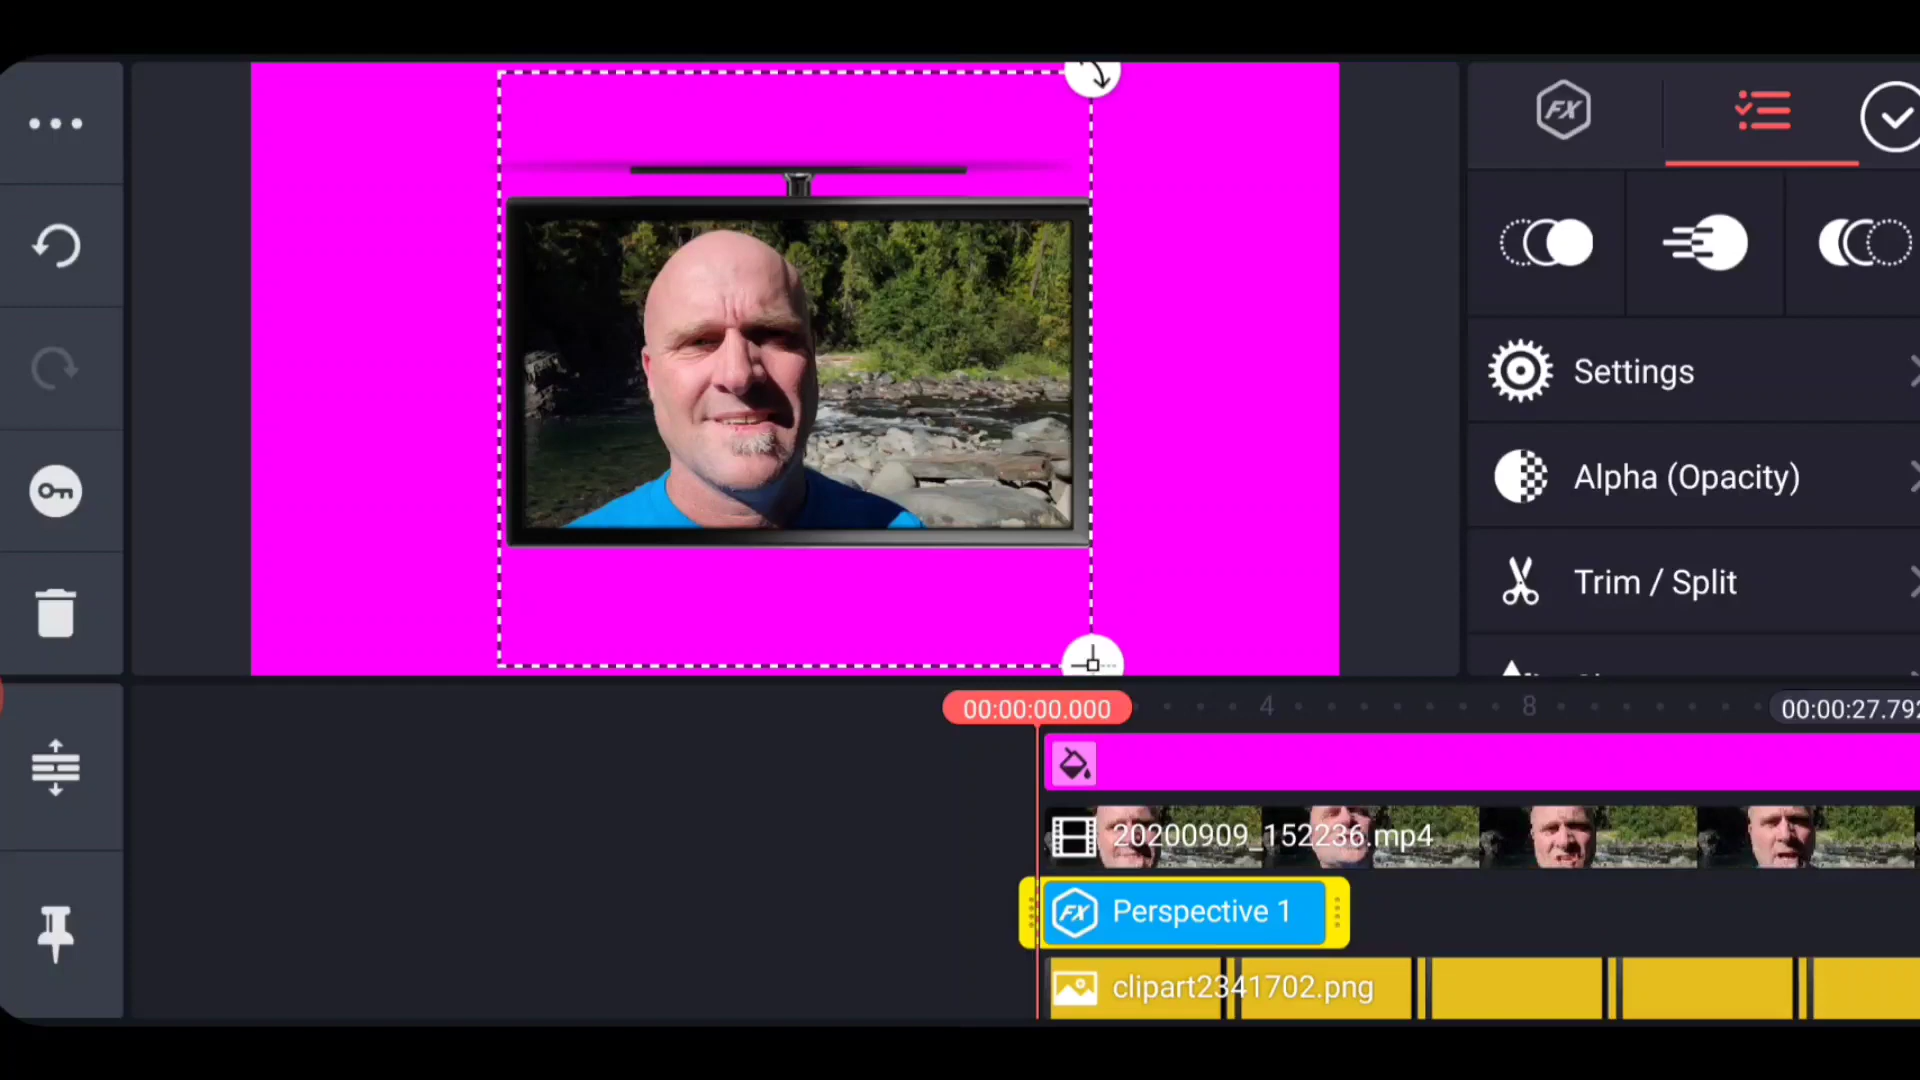 FX
Settings
Alpha (Opacity)
Trim / Split
00:00:00.000
4
8
00:00:27.792
20200909_152236.mp4
FX
Perspective 1
clipart2341702.png